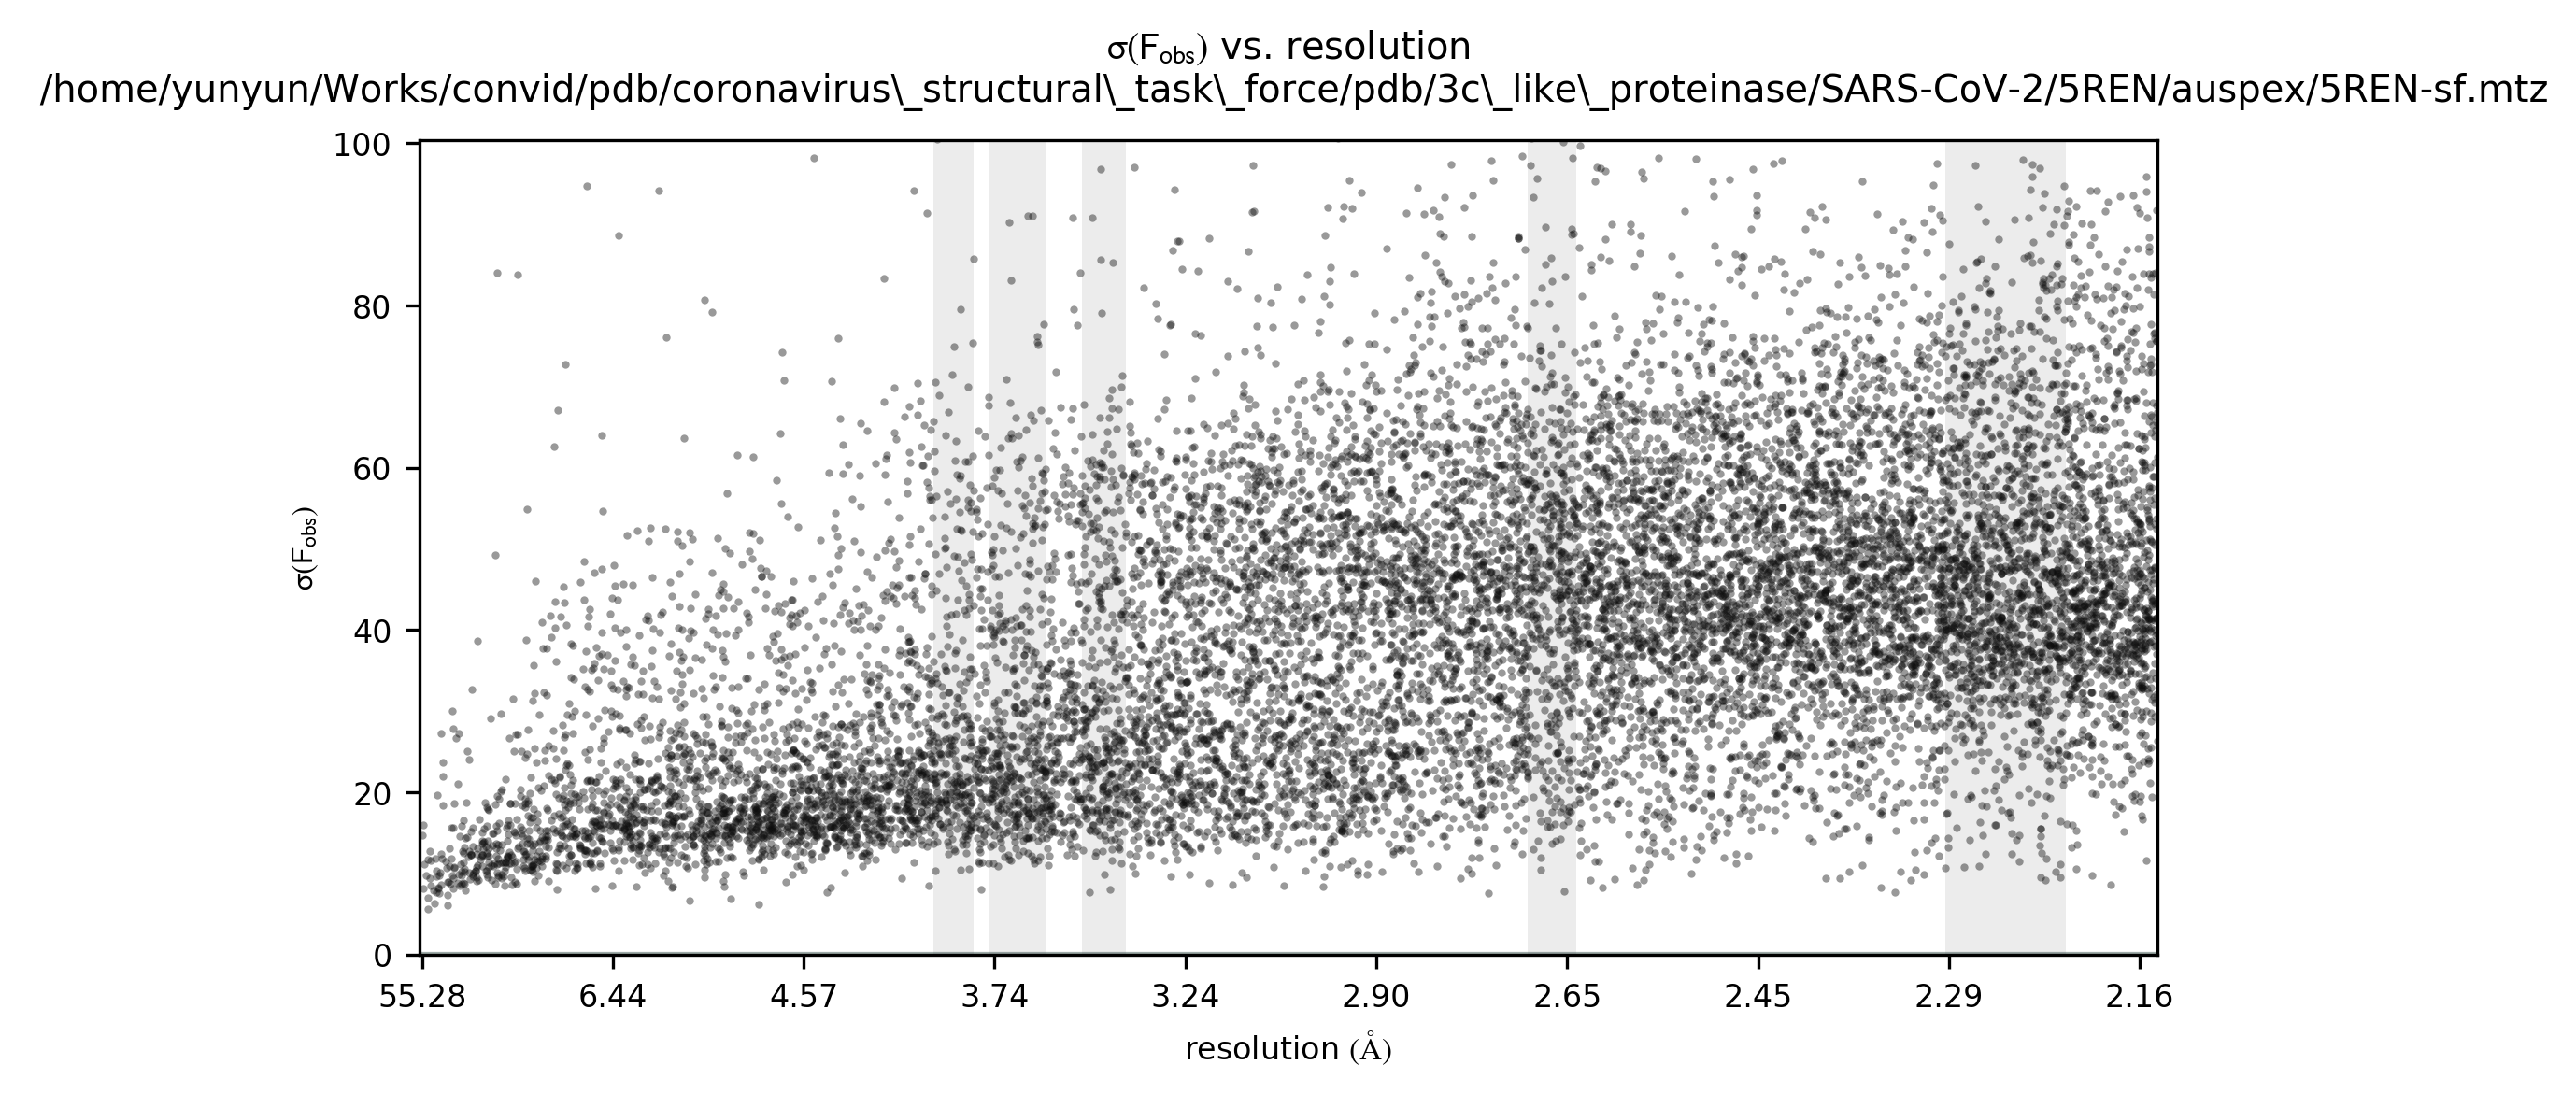 σ(Fobs) vs. resolution
/home/yunyun/Works/convid/pdb/coronavirus\_structural\_task\_force/pdb/3c\_like\_proteinase/SARS-CoV-2/5REN/auspex/5REN-sf.mtz
100
80
60
40
20
0
σ(Fobs)
55.28 6.44 4.57 3.74 3.24 2.90 2.65 2.45 2.29 2.16
resolution (Å)